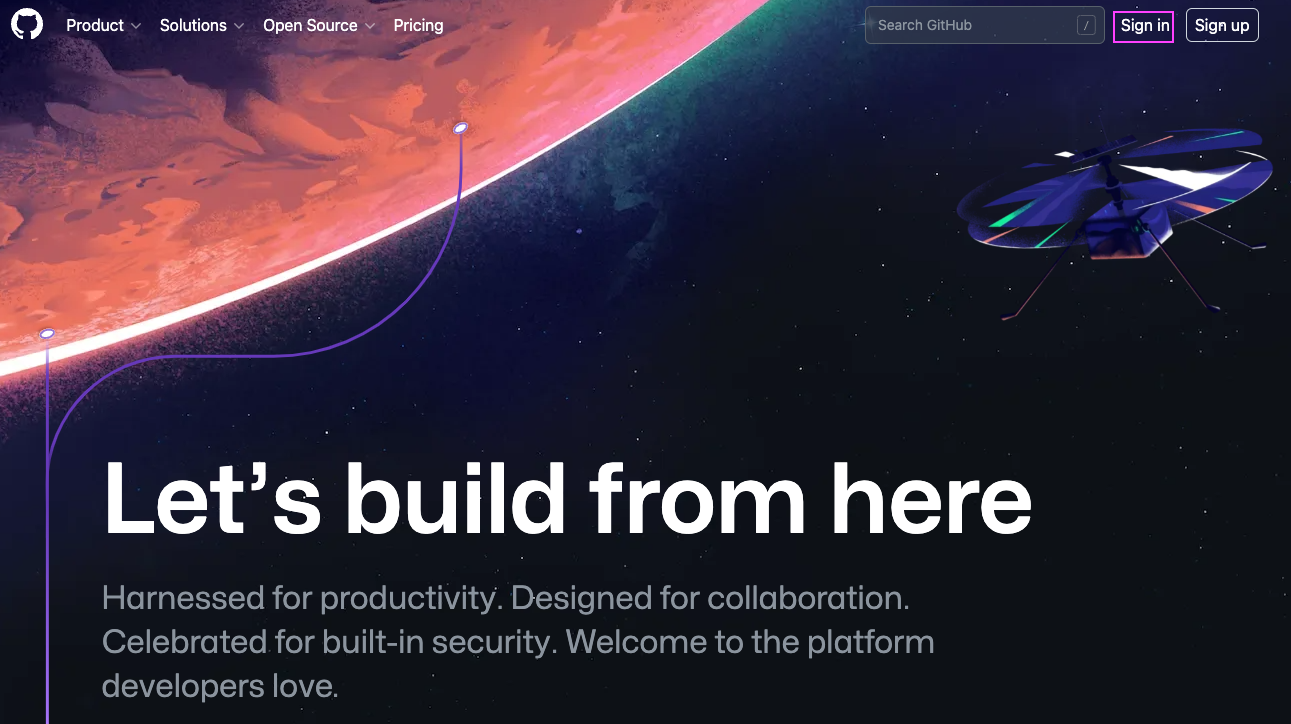 Product Solutions Open Source Pricing Search GitHub / Sign in Sign up
Let’s build from here
Harnessed for productivity. Designed for collaboration.
Celebrated for built-in security. Welcome to the platform
developers love.